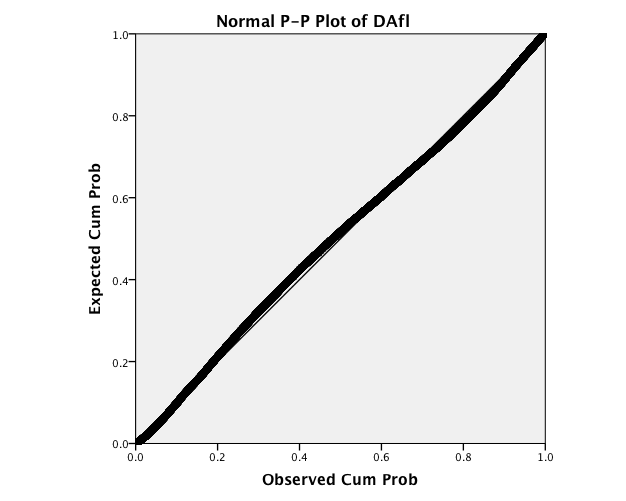 Normal P-P Plot of DAfl
1.0
0.8
0.6
0.4
0.2
0.0
Expected Cum Prob
0.0 0.2 0.4 0.6 0.8 1.0
Observed Cum Prob